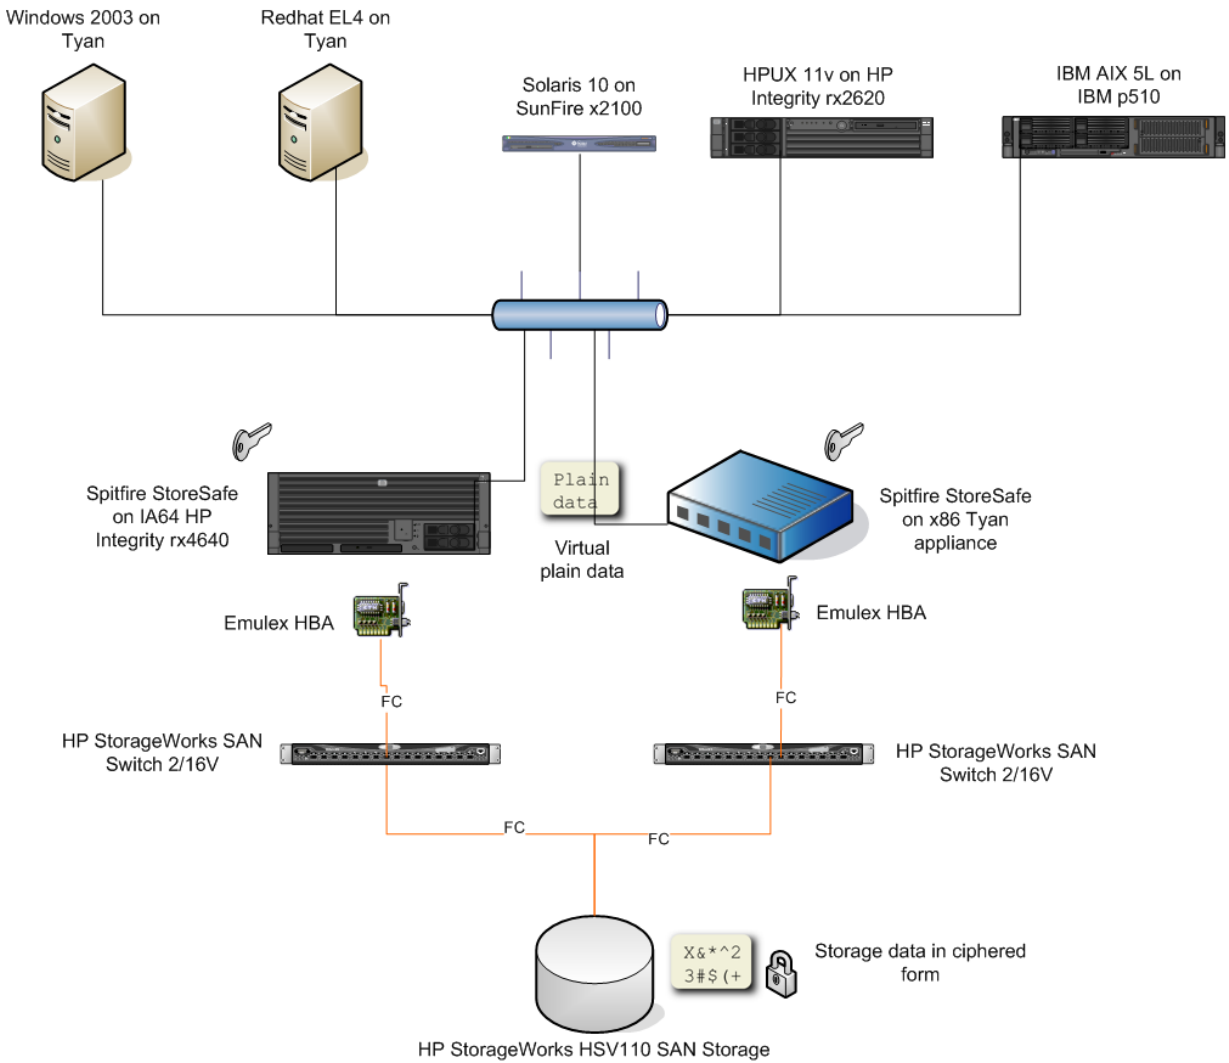 Windows 2003 on
Tyan
Redhat EL4 on
Tyan
Solaris 10 on
SunFire x2100
HPUX 11v on HP
Integrity rx2620
IBM AIX 5L on
IBM p510
Spitfire StoreSafe
on IA64 HP
Integrity rx4640
Plain
data
Virtual
plain data
Spitfire StoreSafe
on x86 Tyan
appliance
Emulex HBA
Emulex HBA
FC
FC
HP StorageWorks SAN
Switch 2/16V
HP StorageWorks SAN
Switch 2/16V
FC
FC
X&*^2
3#$(+
Storage data in ciphered
form
HP StorageWorks HSV110 SAN Storage